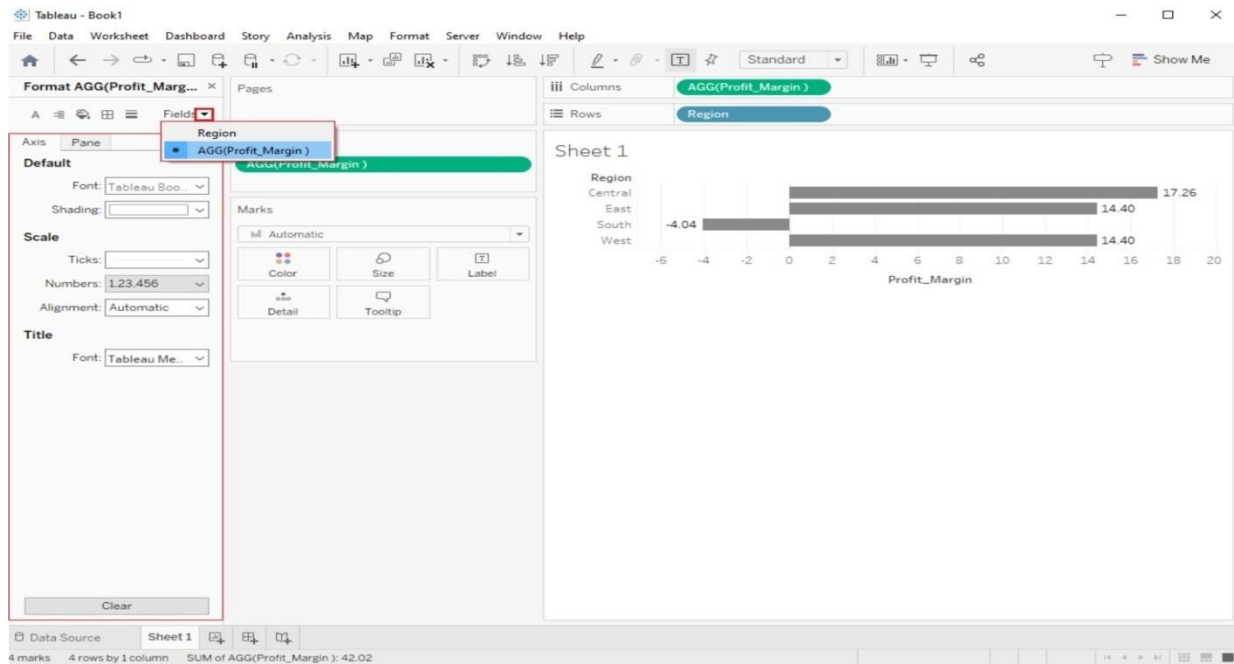 Tableau - Book1
File Data Worksheet Dashboard Story Analysis Map Format Server Window Help
Standard
Show Me
Format AGG(Profit_Marg...
Fields
Region
AGG(Profit_Margin )
Axis Pane
Default
Font: Tableau Boo..
Shading:
Scale
Ticks:
Numbers: 1,23,456
Alignment: Automatic
Title
Font: Tableau Me..
Clear
Pages
AGG(Profit_Margin )
Marks
Automatic
Color Size Label
Detail Tooltip
Columns AGG(Profit_Margin )
Rows Region
Sheet 1
Region
Central 17.26
East 14.40
South -4.04
West 14.40
-6 -4 -2 0 2 4 6 8 10 12 14 16 18 20
Profit_Margin
Data Source Sheet 1
4 marks 4 rows by 1 column SUM of AGG(Profit_Margin ): 42.02